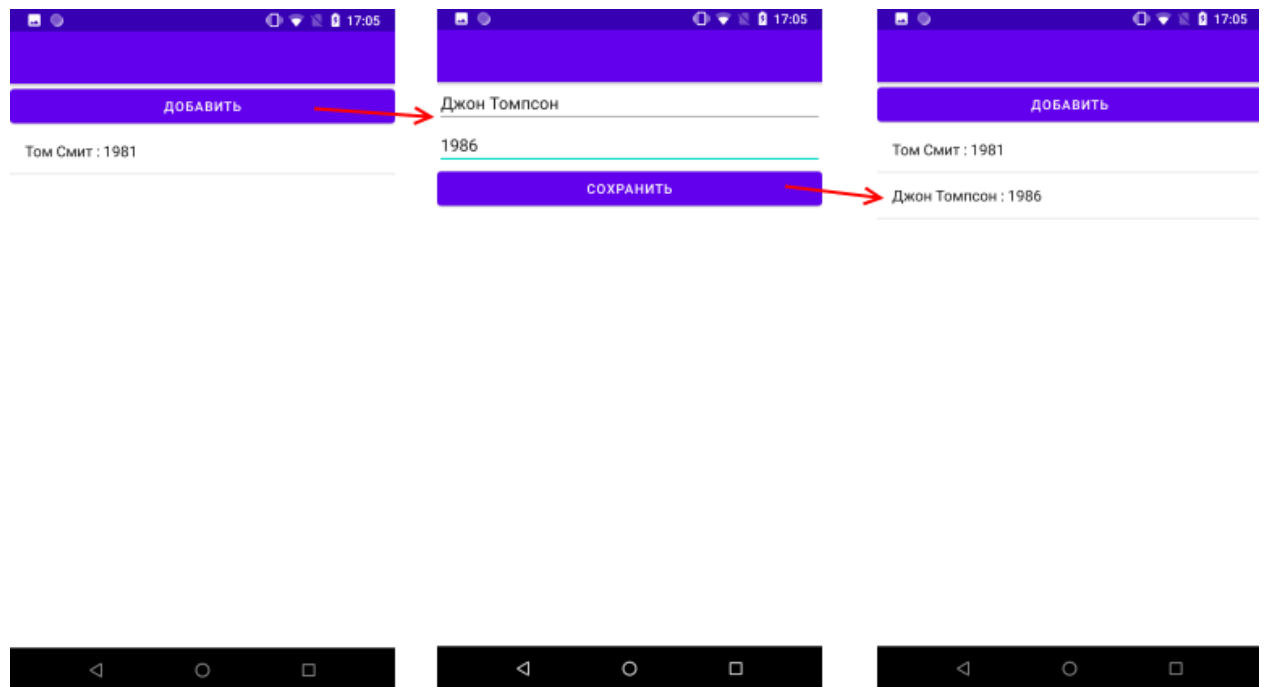 17:05
ДОБАВИТЬ
Том Смит : 1981
17:05
Джон Томпсон
1986
СОХРАНИТЬ
17:05
ДОБАВИТЬ
Том Смит : 1981
Джон Томпсон : 1986